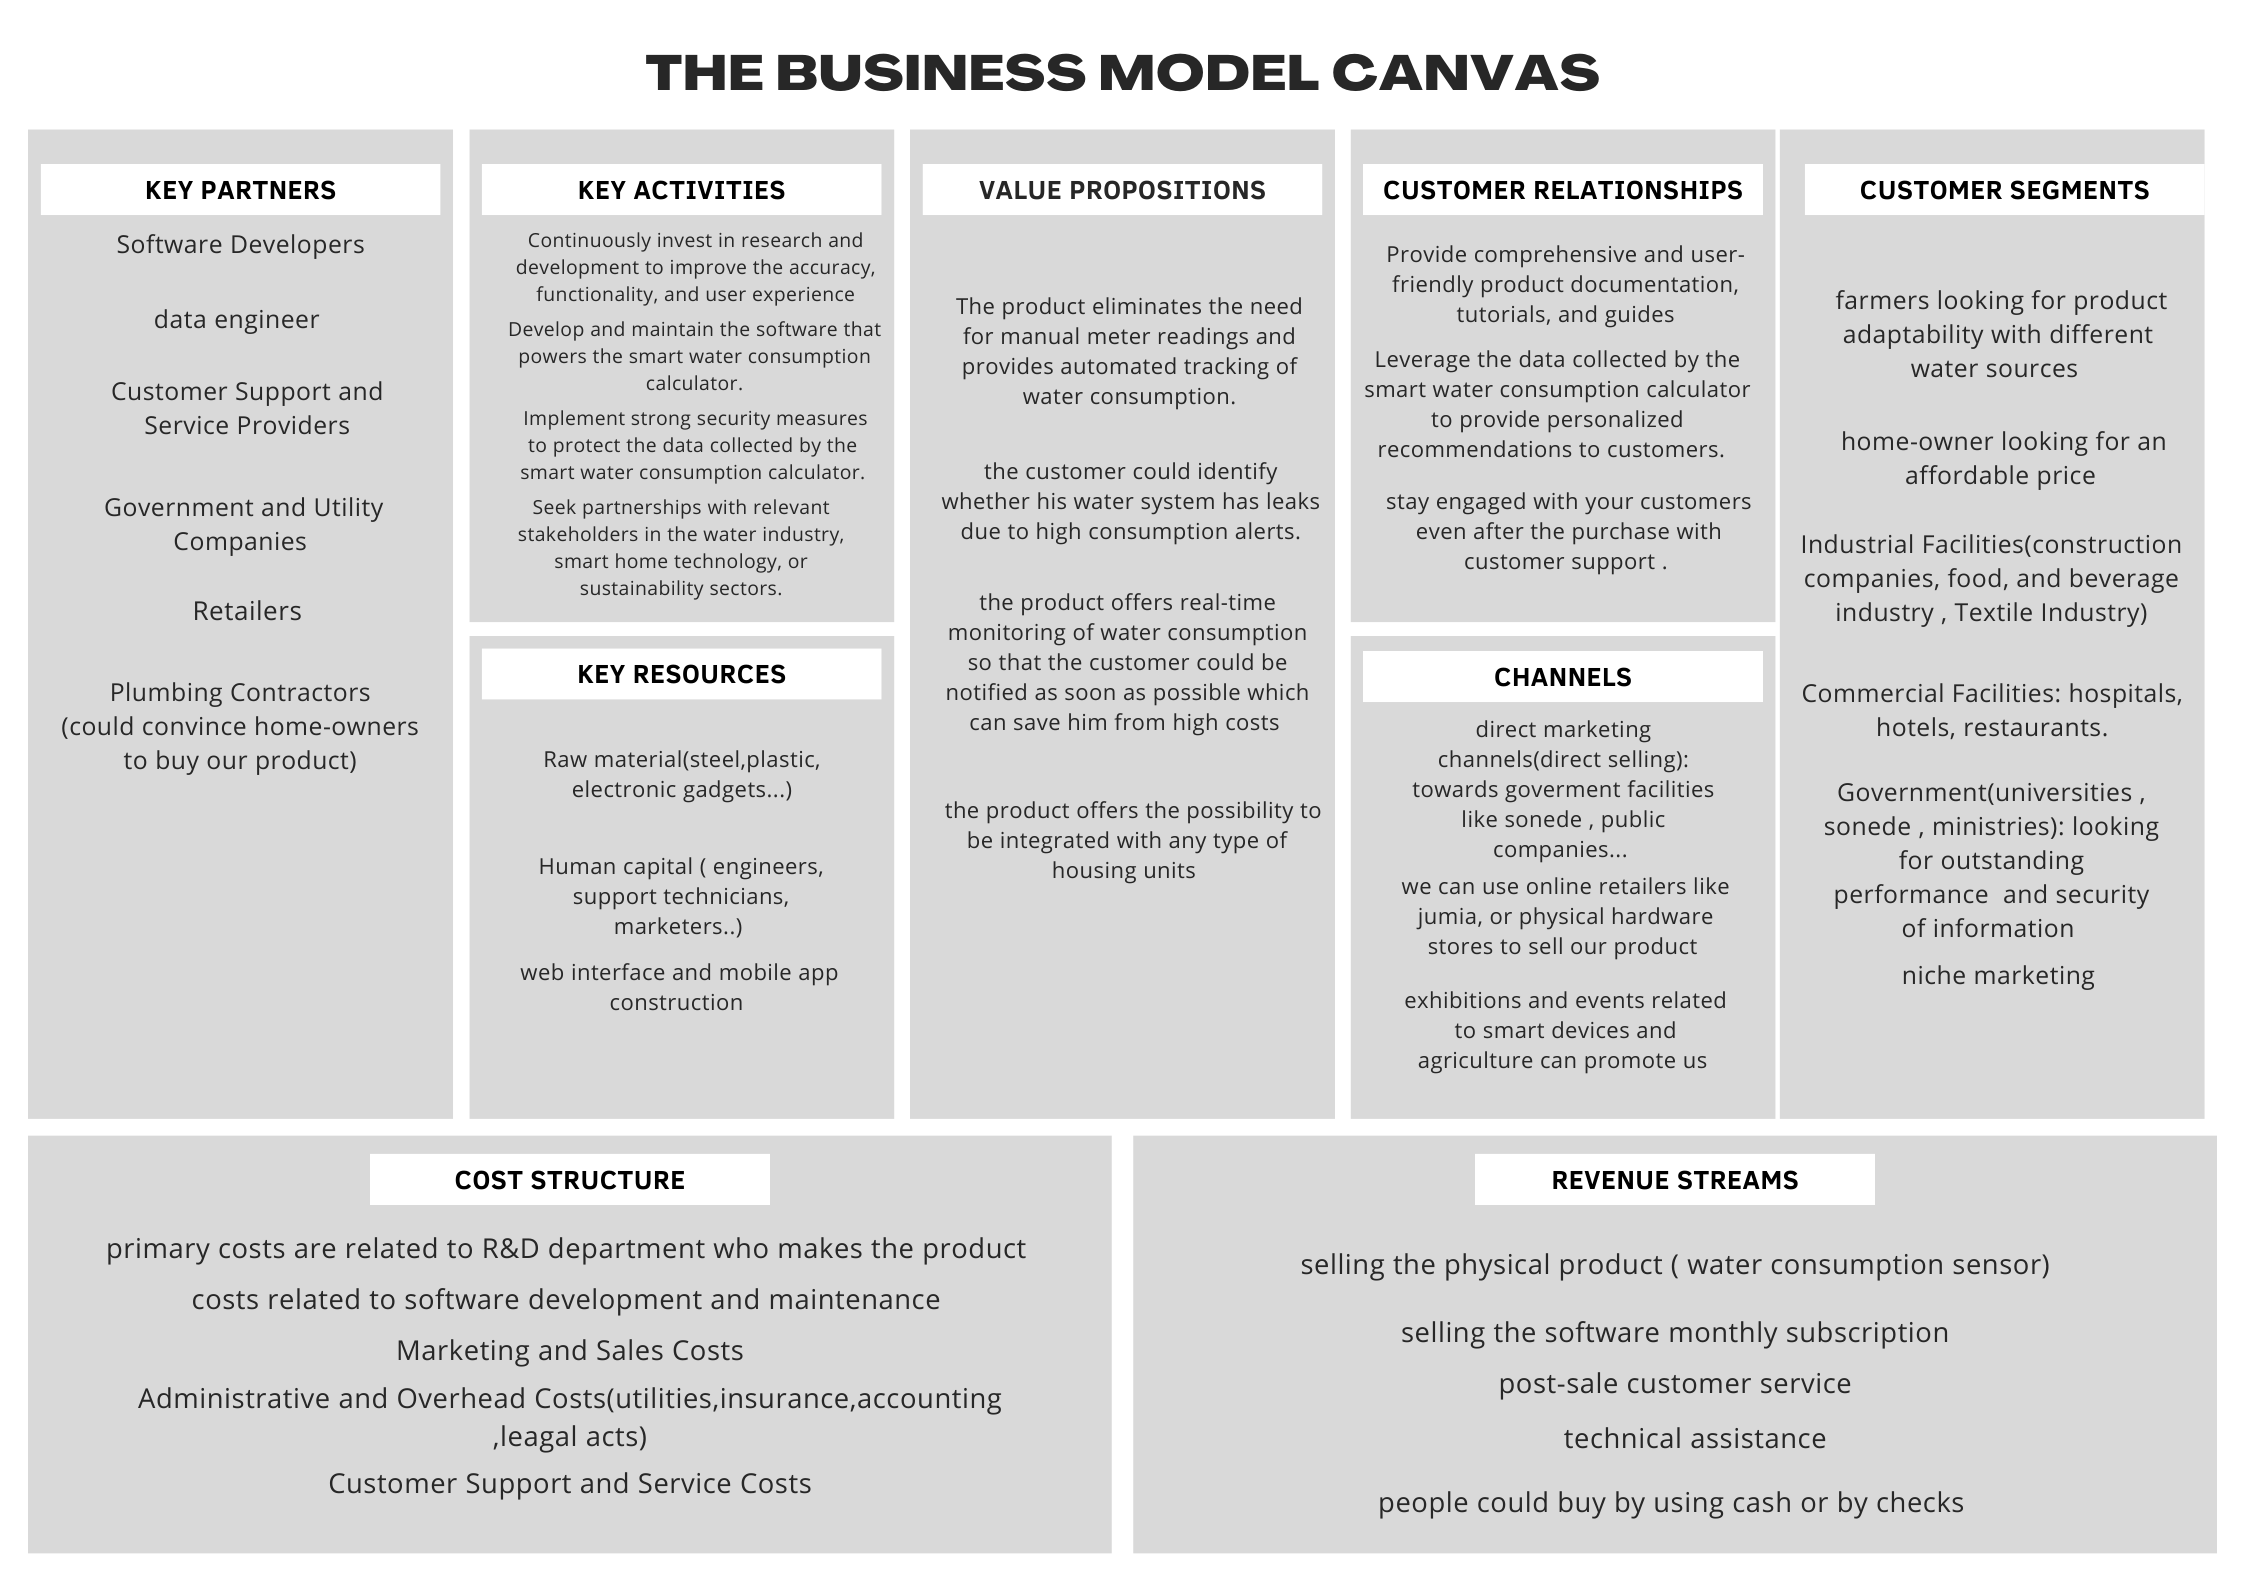 THE BUSINESS MODEL CANVAS
KEY PARTNERS
Software Developers
data engineer
Customer Support and
Service Providers
Government and Utility
Companies
Retailers
Plumbing Contractors
(could convince home-owners
to buy our product)
KEY ACTIVITIES
Continuously invest in research and
development to improve the accuracy,
functionality, and user experience
Develop and maintain the software that
powers the smart water consumption
calculator.
Implement strong security measures
to protect the data collected by the
smart water consumption calculator.
Seek partnerships with relevant
stakeholders in the water industry,
smart home technology, or
sustainability sectors.
KEY RESOURCES
Raw material(steel,plastic,
electronic gadgets...)
Human capital ( engineers,
support technicians,
marketers..)
web interface and mobile app
construction
VALUE PROPOSITIONS
The product eliminates the need
for manual meter readings and
provides automated tracking of
water consumption.
the customer could identify
whether his water system has leaks
due to high consumption alerts.
the product offers real-time
monitoring of water consumption
so that the customer could be
notified as soon as possible which
can save him from high costs
the product offers the possibility to
be integrated with any type of
housing units
CUSTOMER RELATIONSHIPS
Provide comprehensive and user-
friendly product documentation,
tutorials, and guides
Leverage the data collected by the
smart water consumption calculator
to provide personalized
recommendations to customers.
stay engaged with your customers
even after the purchase with
customer support .
CHANNELS
direct marketing
channels(direct selling):
towards goverment facilities
like sonede , public
companies...
we can use online retailers like
jumia, or physical hardware
stores to sell our product
exhibitions and events related
to smart devices and
agriculture can promote us
CUSTOMER SEGMENTS
farmers looking for product
adaptability with different
water sources
home-owner looking for an
affordable price
Industrial Facilities(construction
companies, food, and beverage
industry , Textile Industry)
Commercial Facilities: hospitals,
hotels, restaurants.
Government(universities ,
sonede , ministries): looking
for outstanding
performance  and security
of information
niche marketing
COST STRUCTURE
primary costs are related to R&D department who makes the product
costs related to software development and maintenance
Marketing and Sales Costs
Administrative and Overhead Costs(utilities,insurance,accounting
,leagal acts)
Customer Support and Service Costs
REVENUE STREAMS
selling the physical product ( water consumption sensor)
selling the software monthly subscription
post-sale customer service
technical assistance
people could buy by using cash or by checks